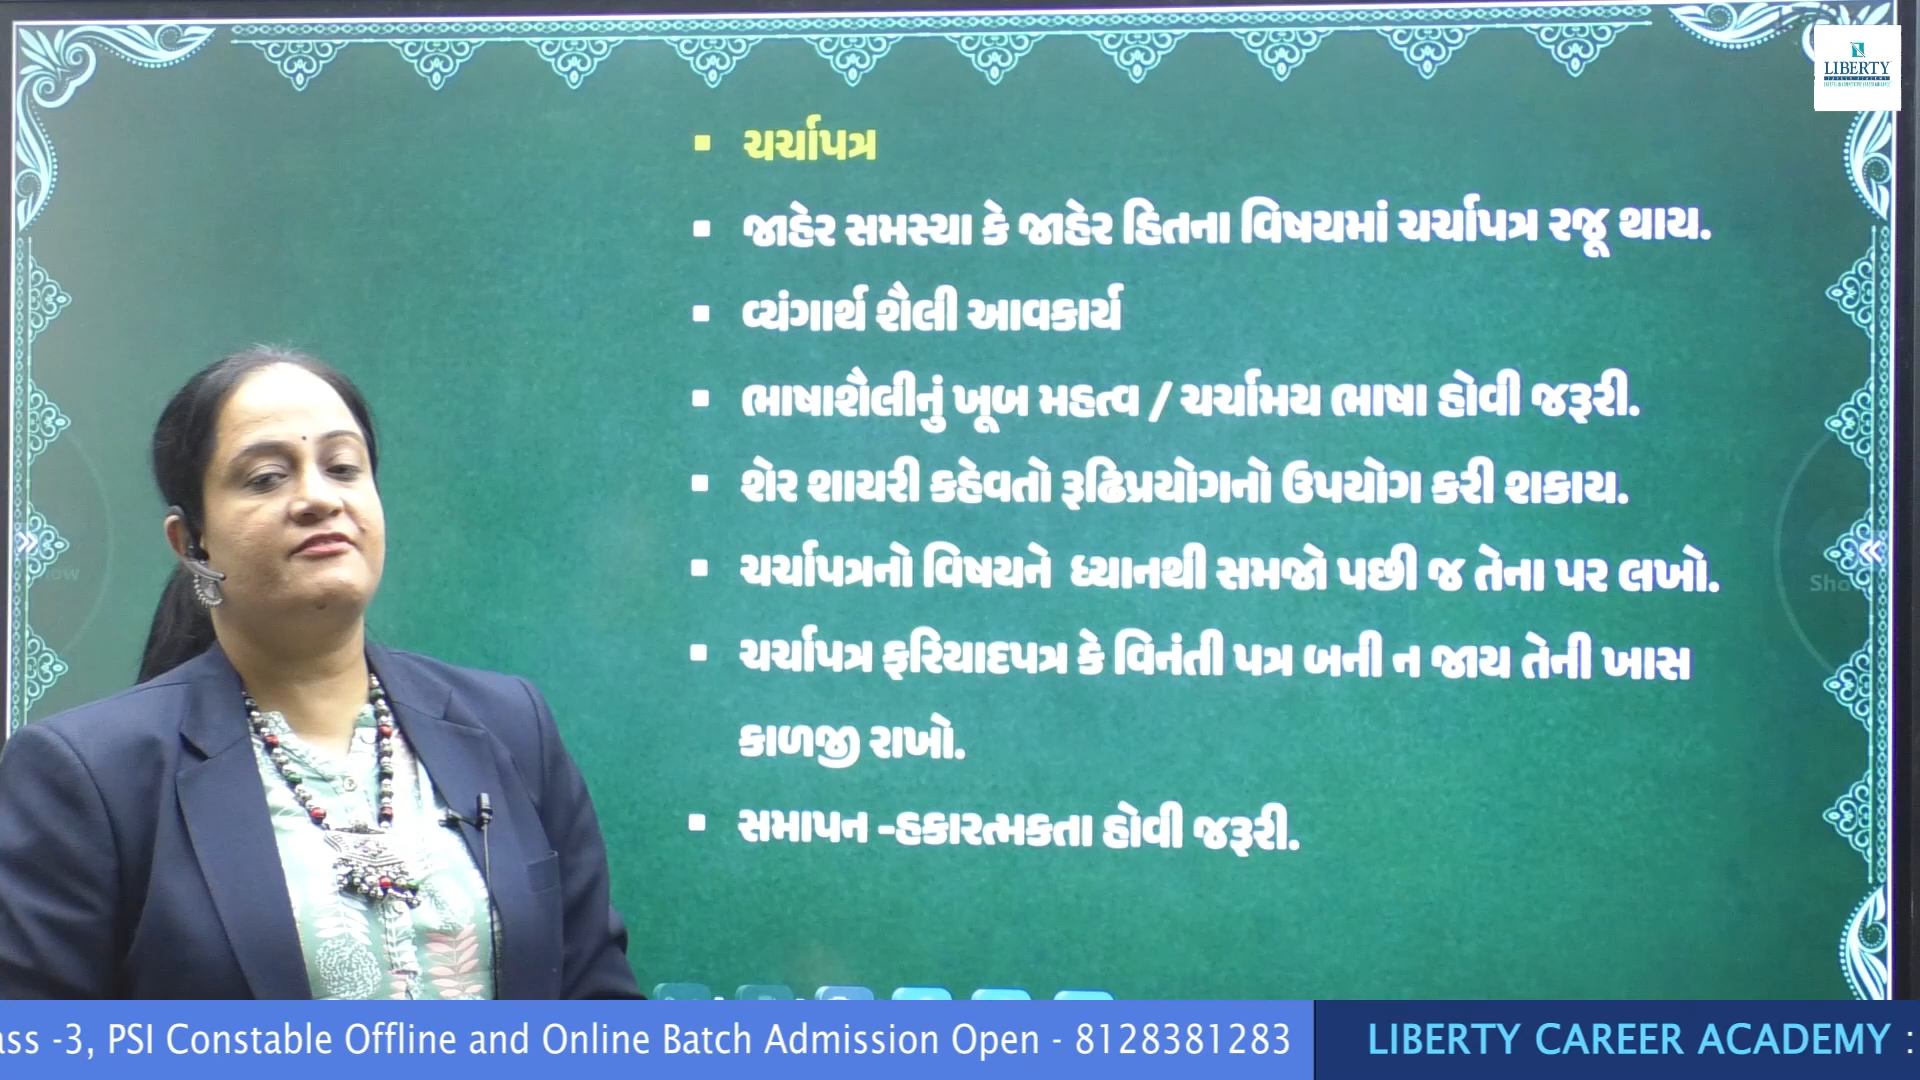 LIBERTY
ચર્ચાપત્ર
જાહેર સમસ્યા કે જાહેર હિતના વિષયમાં ચર્ચાપત્ર રજૂ થાય.
વ્યંગાર્થ શૈલી આવકાર્ય
ભાષાશૈલીનું ખૂબ મહત્વ / ચર્ચામય ભાષા હોવી જરૂરી.
શેર શાયરી કહેવતો રૂઢિપ્રયોગનો ઉપયોગ કરી શકાય.
ચર્ચાપત્રનો વિષયને ધ્યાનથી સમજો પછી જ તેના પર લખો.
ચર્ચાપત્ર ફરિયાદપત્ર કે વિનંતી પત્ર બની ન જાય તેની ખાસ
કાળજી રાખો.
સમાપન -હકારત્મકતા હોવી જરૂરી.
ass -3, PSI Constable Offline and Online Batch Admission Open - 8128381283
LIBERTY CAREER ACADEMY :